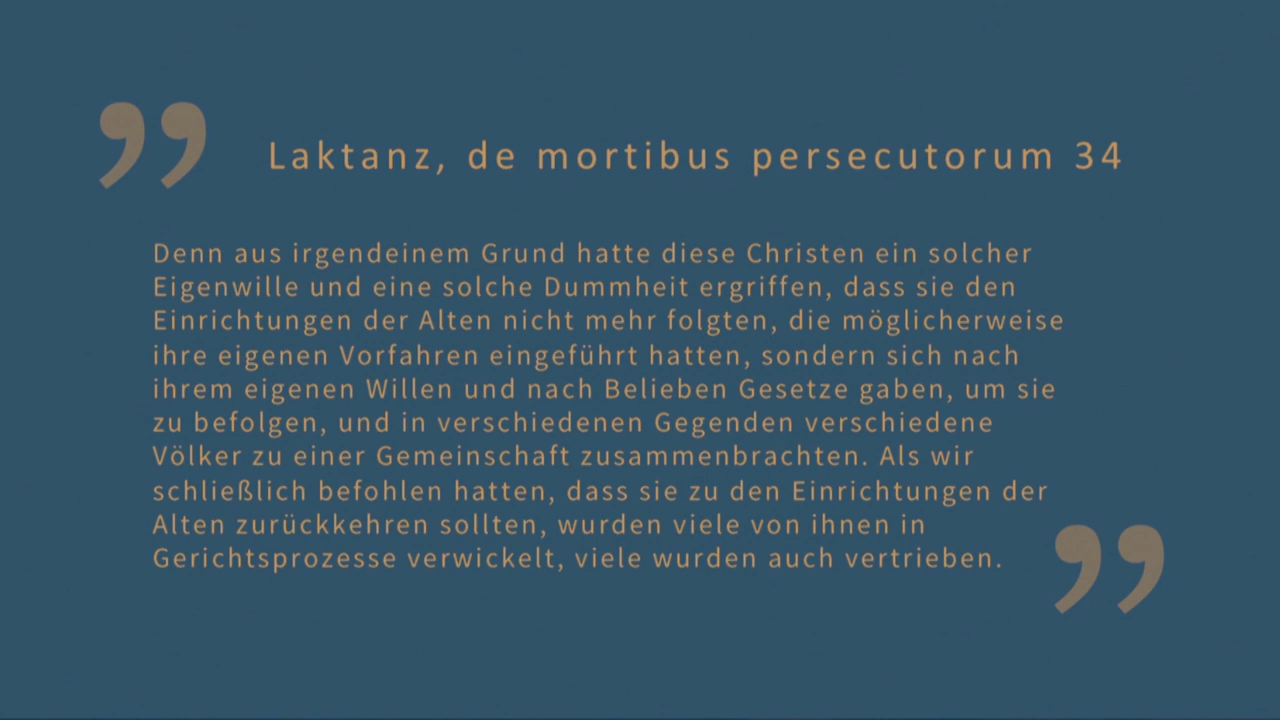 ” Laktanz, de mortibus persecutorum 34
Denn aus irgendeinem Grund hatte diese Christen ein solcher
Eigenwille und eine solche Dummheit ergriffen, dass sie den
Einrichtungen der Alten nicht mehr folgten, die möglicherweise
ihre eigenen Vorfahren eingeführt hatten, sondern sich nach
ihrem eigenen Willen und nach Belieben Gesetze gaben, um sie
zu befolgen, und in verschiedenen Gegenden verschiedene
Völker zu einer Gemeinschaft zusammenbrachten. Als wir
schließlich befohlen hatten, dass sie zu den Einrichtungen der
Alten zurückkehren sollten, wurden viele von ihnen in
Gerichtsprozesse verwickelt, viele wurden auch vertrieben. ”